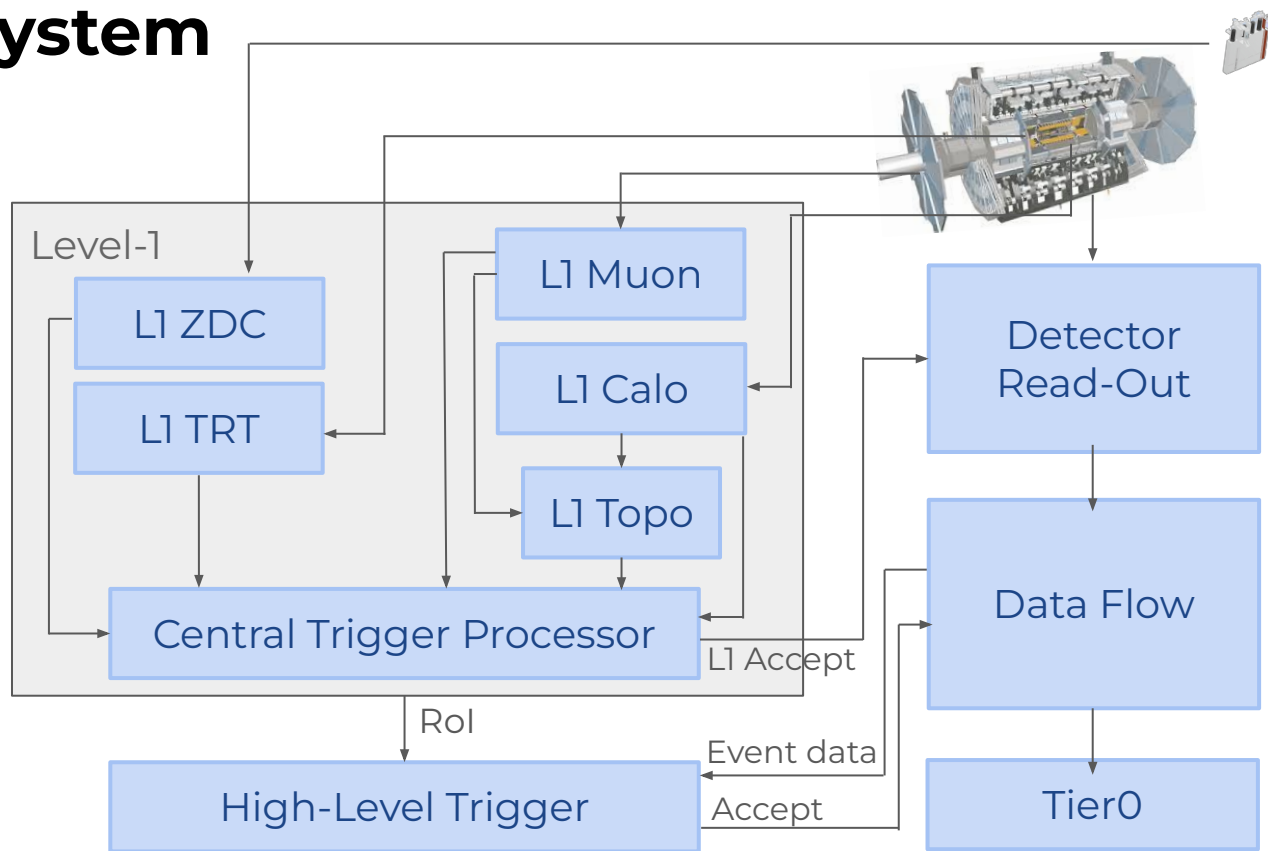 ystem
Level-1
L1 Muon
L1 ZDC
Detector
Read-Out
L1 Calo
L1 TRT
L1 Topo
Data Flow
Central Trigger Processor
L1 Accept
RoI
Event data
High-Level Trigger
Accept
Tier0